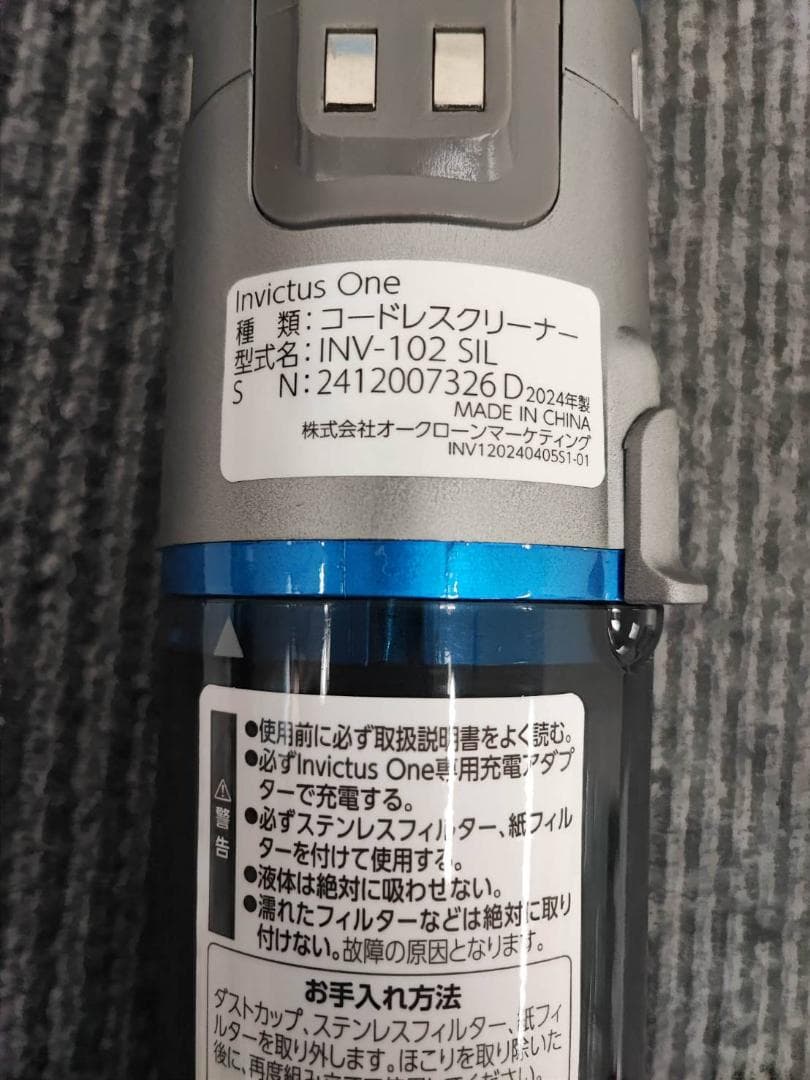 Invictus One
種 類：コードレスクリーナー
型式名：INV-102 SIL
S N：2412007326 D 2024年製
MADE IN CHINA
株式会社オークローンマーケティング
INV120240405S1-01
⚠警告
●使用前に必ず取扱説明書をよく読む。
●必ずInvictus One専用充電アダプ
ターで充電する。
●必ずステンレスフィルター、紙フィル
ターを付けて使用する。
●液体は絶対に吸わせない。
●濡れたフィルターなどは絶対に取り
付けない。故障の原因となります。
お手入れ方法
ダストカップ、ステンレスフィルター、紙フィ
ルターを取り外します。ほこりを取り除いた
後に、再度組み